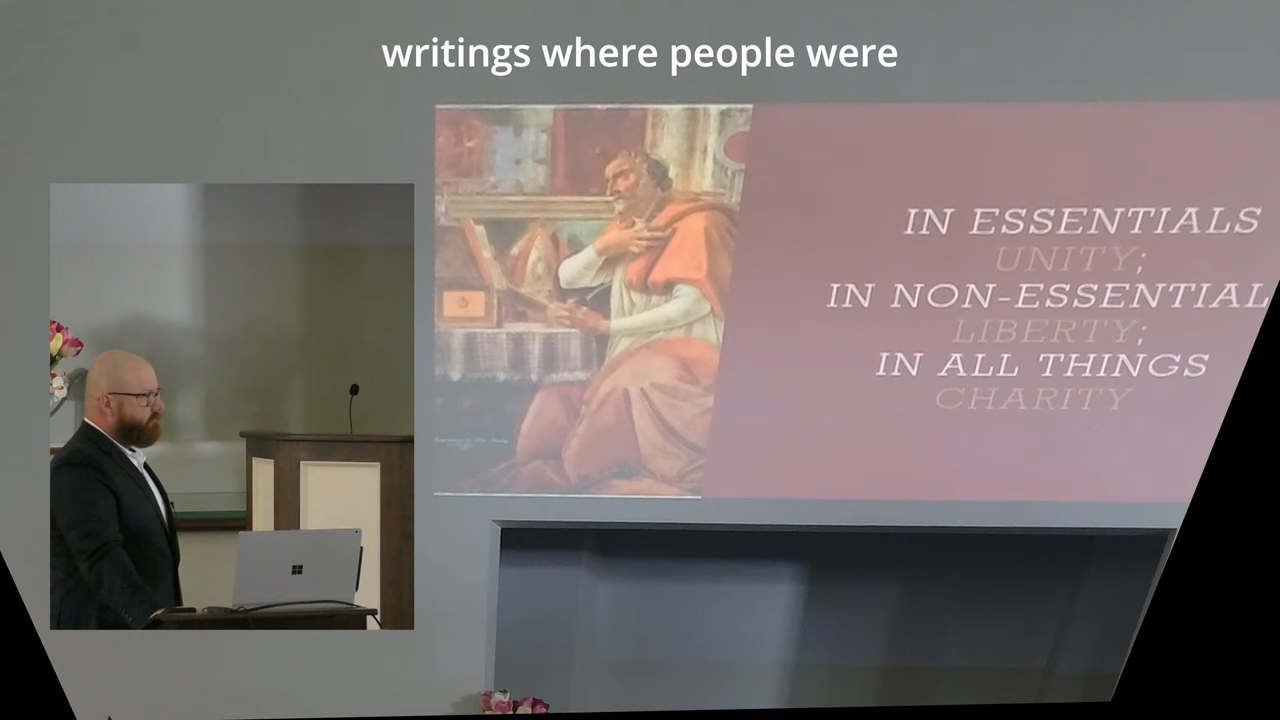 writings where people were
IN ESSENTIALS
UNITY;
IN NON-ESSENTIAL
LIBERTY;
IN ALL THINGS
CHARITY